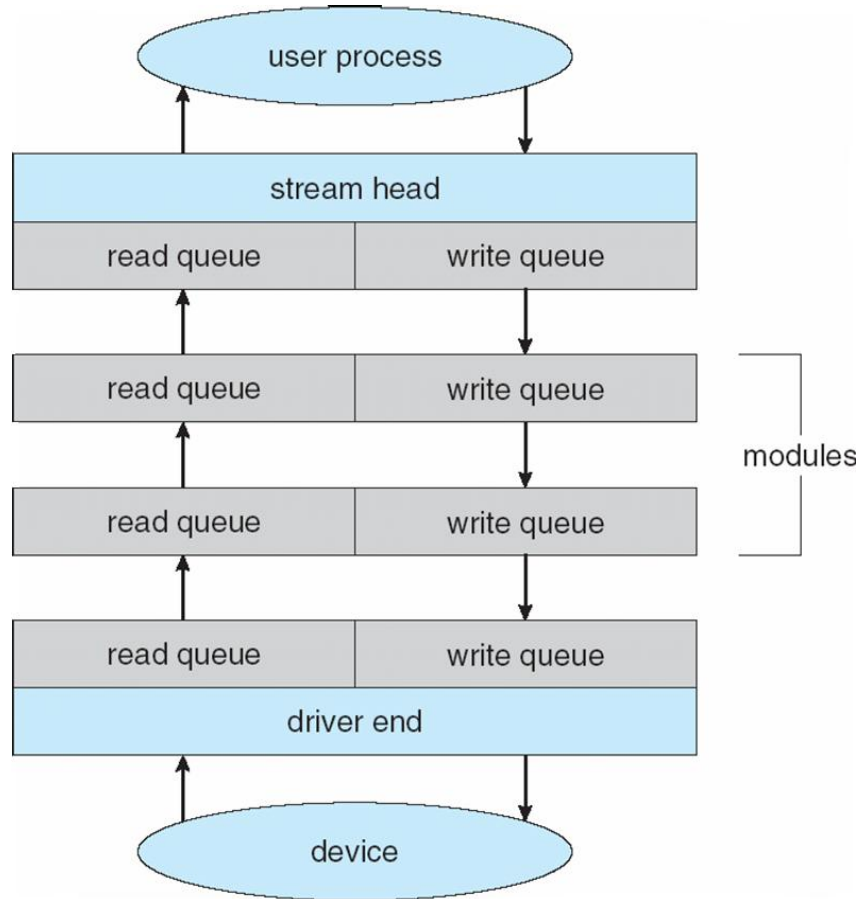 user process
stream head
read queue write queue
read queue write queue
modules
read queue write queue
read queue write queue
driver end
device